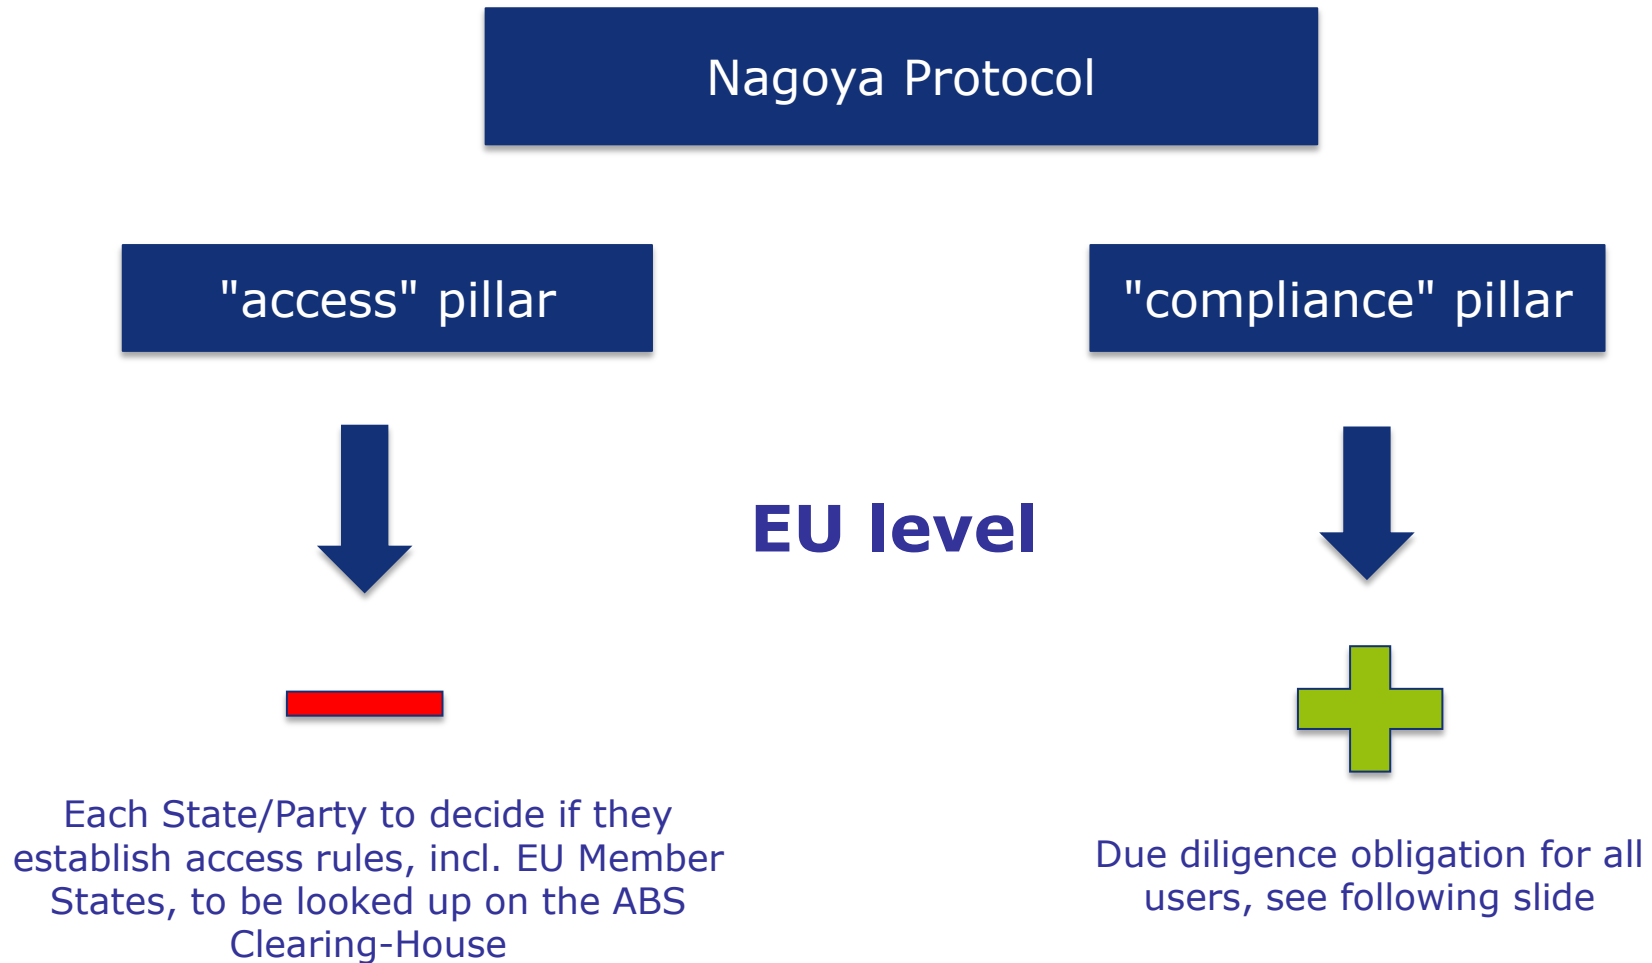 Nagoya Protocol
"access" pillar
"compliance" pillar
EU level
Each State/Party to decide if they
establish access rules, incl. EU Member
States, to be looked up on the ABS
Clearing-House
Due diligence obligation for all
users, see following slide